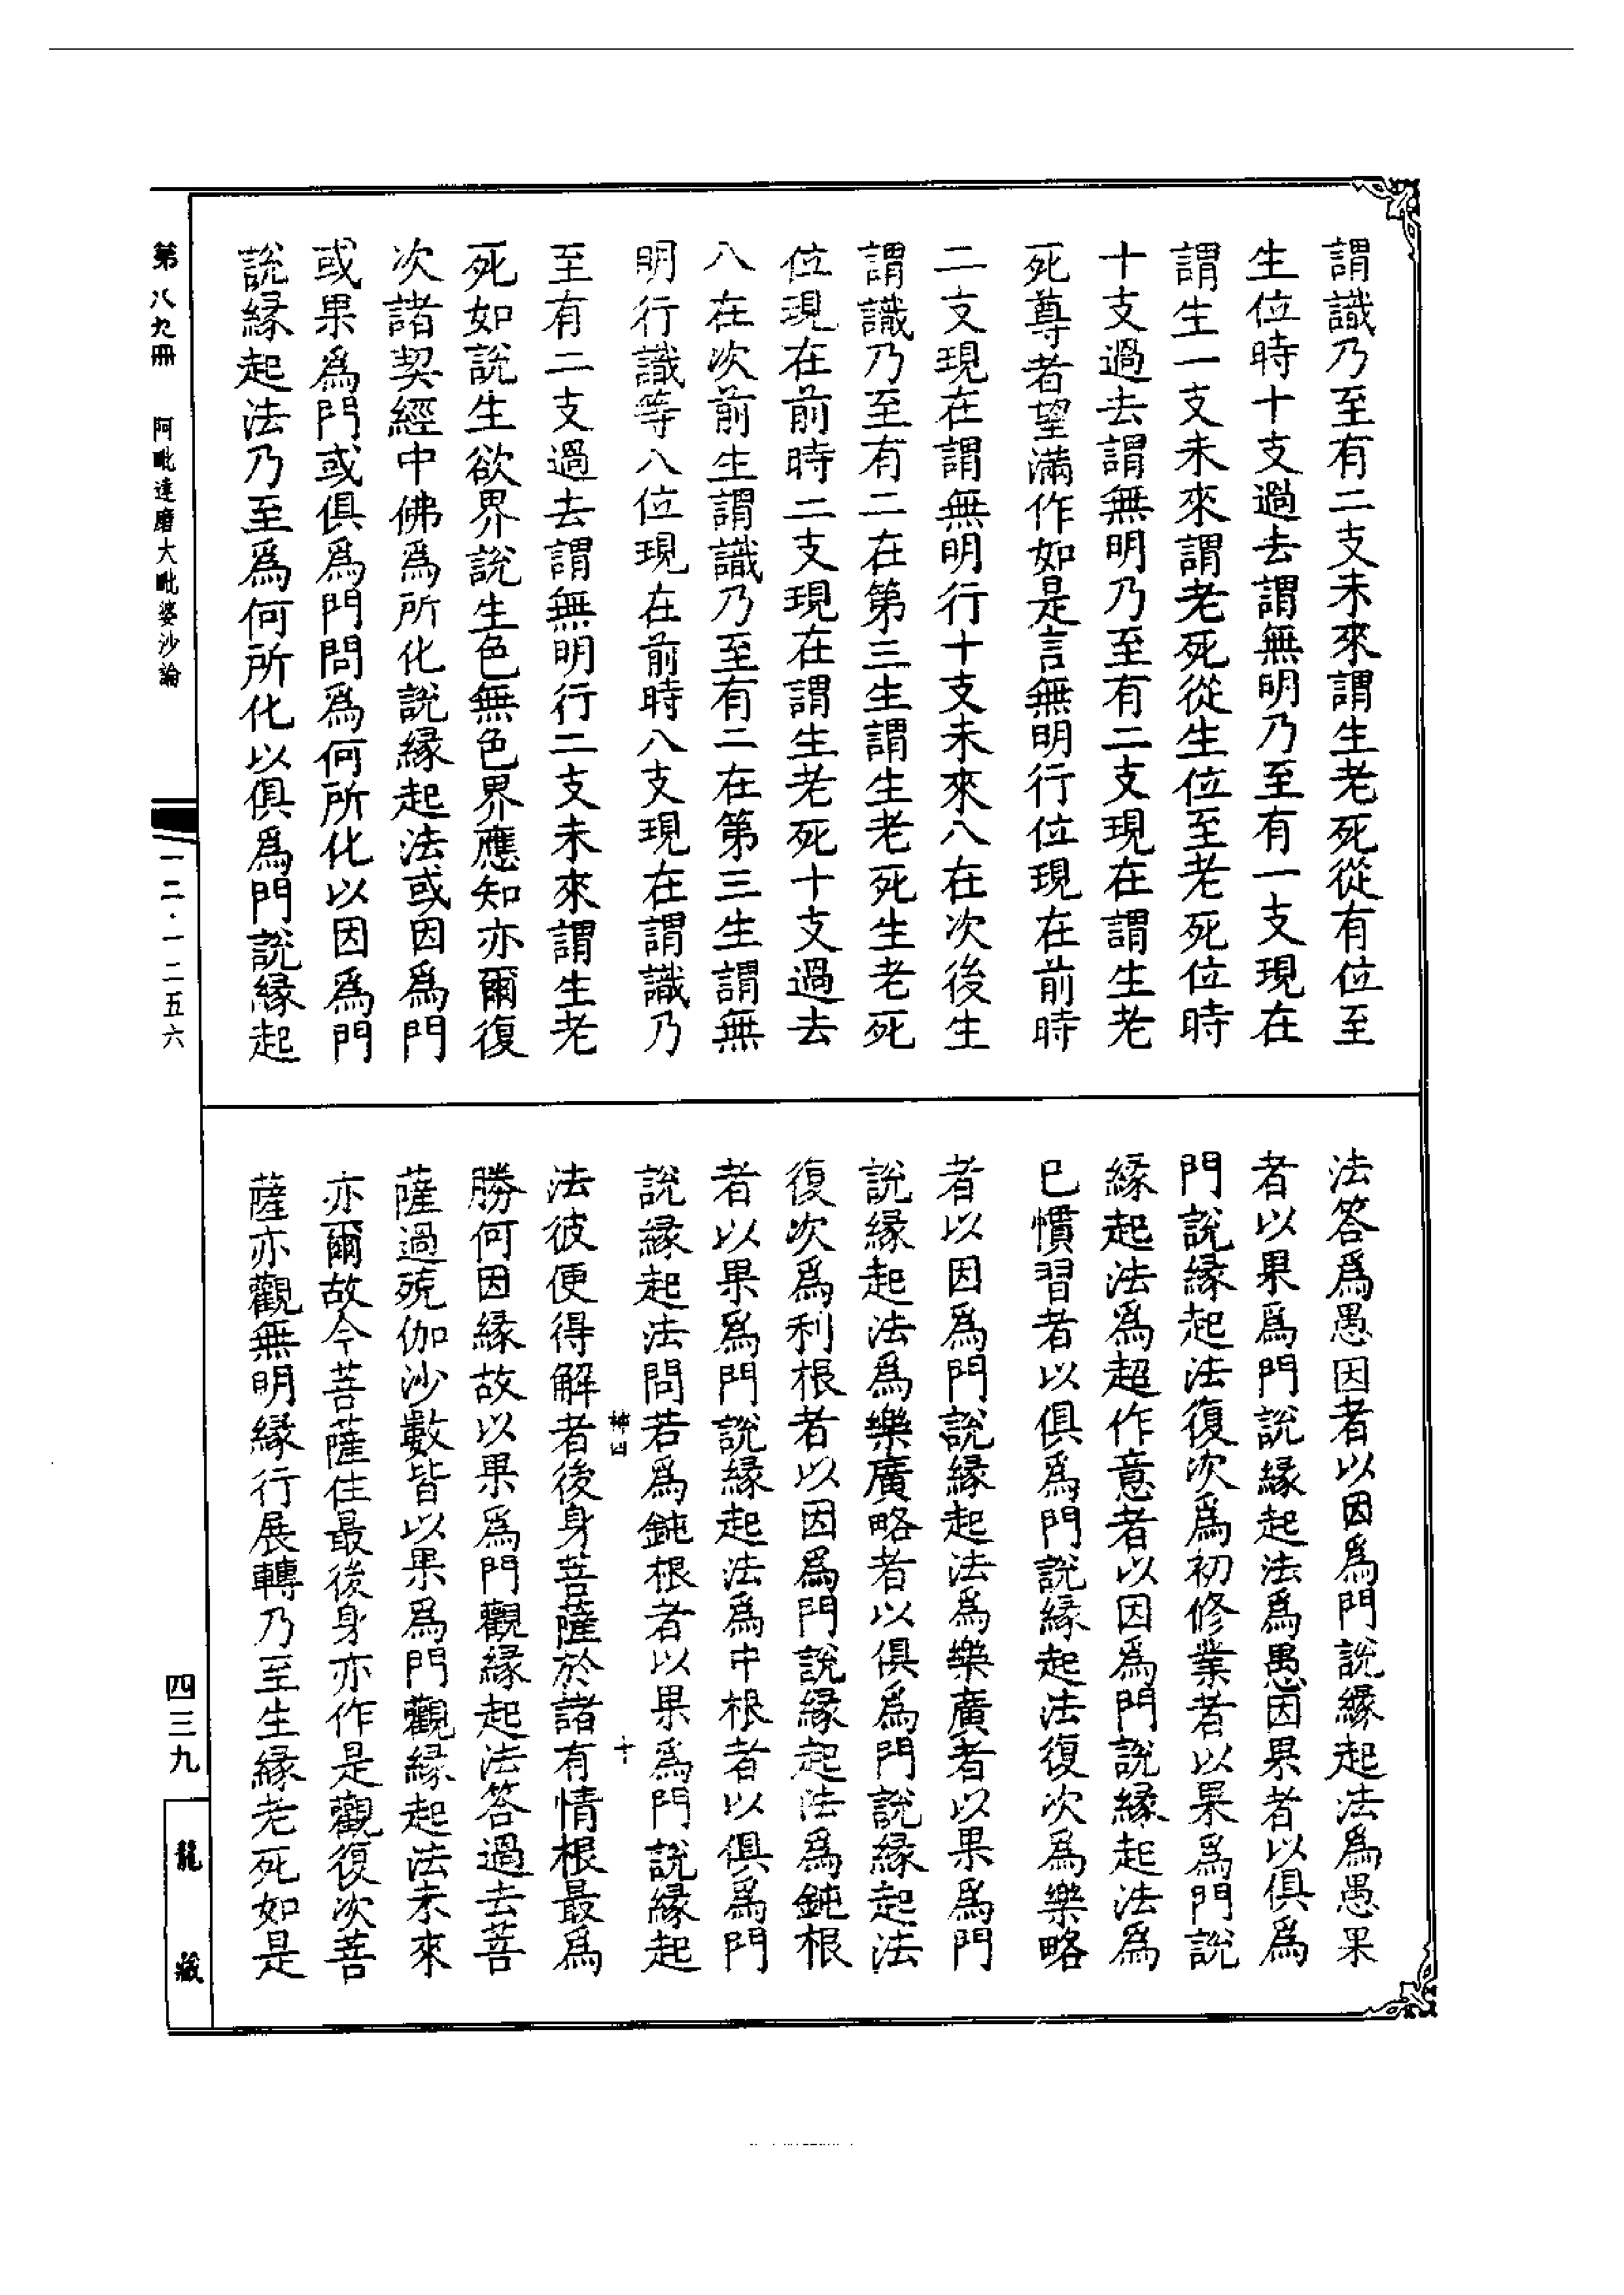 謂識乃至有二支未來謂生老死從有位至
生位時十支過去謂無明乃至有一支現在
謂生一支未來謂老死從生位至老死位時
十支過去謂無明乃至有二支現在謂生老
死尊者望滿作如是言無明行位現在前時
二支現在謂無明行十支未來八在次後生
謂識乃至有二在第三生謂生老死生老死
位現在前時二支現在謂生老死十支過去
八在次前生謂識乃至有二在第三生謂無
明行識等八位現在前時八支現在謂識乃
至有二支過去謂無明行二支未來謂生老
死如說生欲界說生色無色界應知亦爾復
次諸契經中佛爲所化說緣起法或因爲門
或果爲門或俱爲門問爲何所化以因爲門
說緣起法乃至爲何所化以俱爲門說緣起
法答爲愚因者以因爲門說緣起法爲愚果
者以果爲門說緣起法爲愚因果者以俱爲
門說緣起法復次爲初修業者以果爲門說
緣起法爲超作意者以因爲門說緣起法爲
已慣習者以俱爲門說緣起法復次爲樂略
者以因爲門說緣起法爲樂廣者以果爲門
說緣起法爲樂廣略者以俱爲門說緣起法
復次爲利根者以因爲門說緣起法爲鈍根
者以果爲門說緣起法爲中根者以俱爲門
說緣起法問若爲鈍根者以果爲門說緣起
神四 十
法彼便得解者後身菩薩於諸有情根最爲
勝何因緣故以果爲門觀緣起法答過去菩
薩過殑伽沙數皆以果爲門觀緣起法未來
亦爾故今菩薩住最後身亦作是觀復次菩
薩亦觀無明緣行展轉乃至生緣老死如是
第八九冊 阿毗達磨大毗婆沙論
一二·一二五六
四三九
龍藏